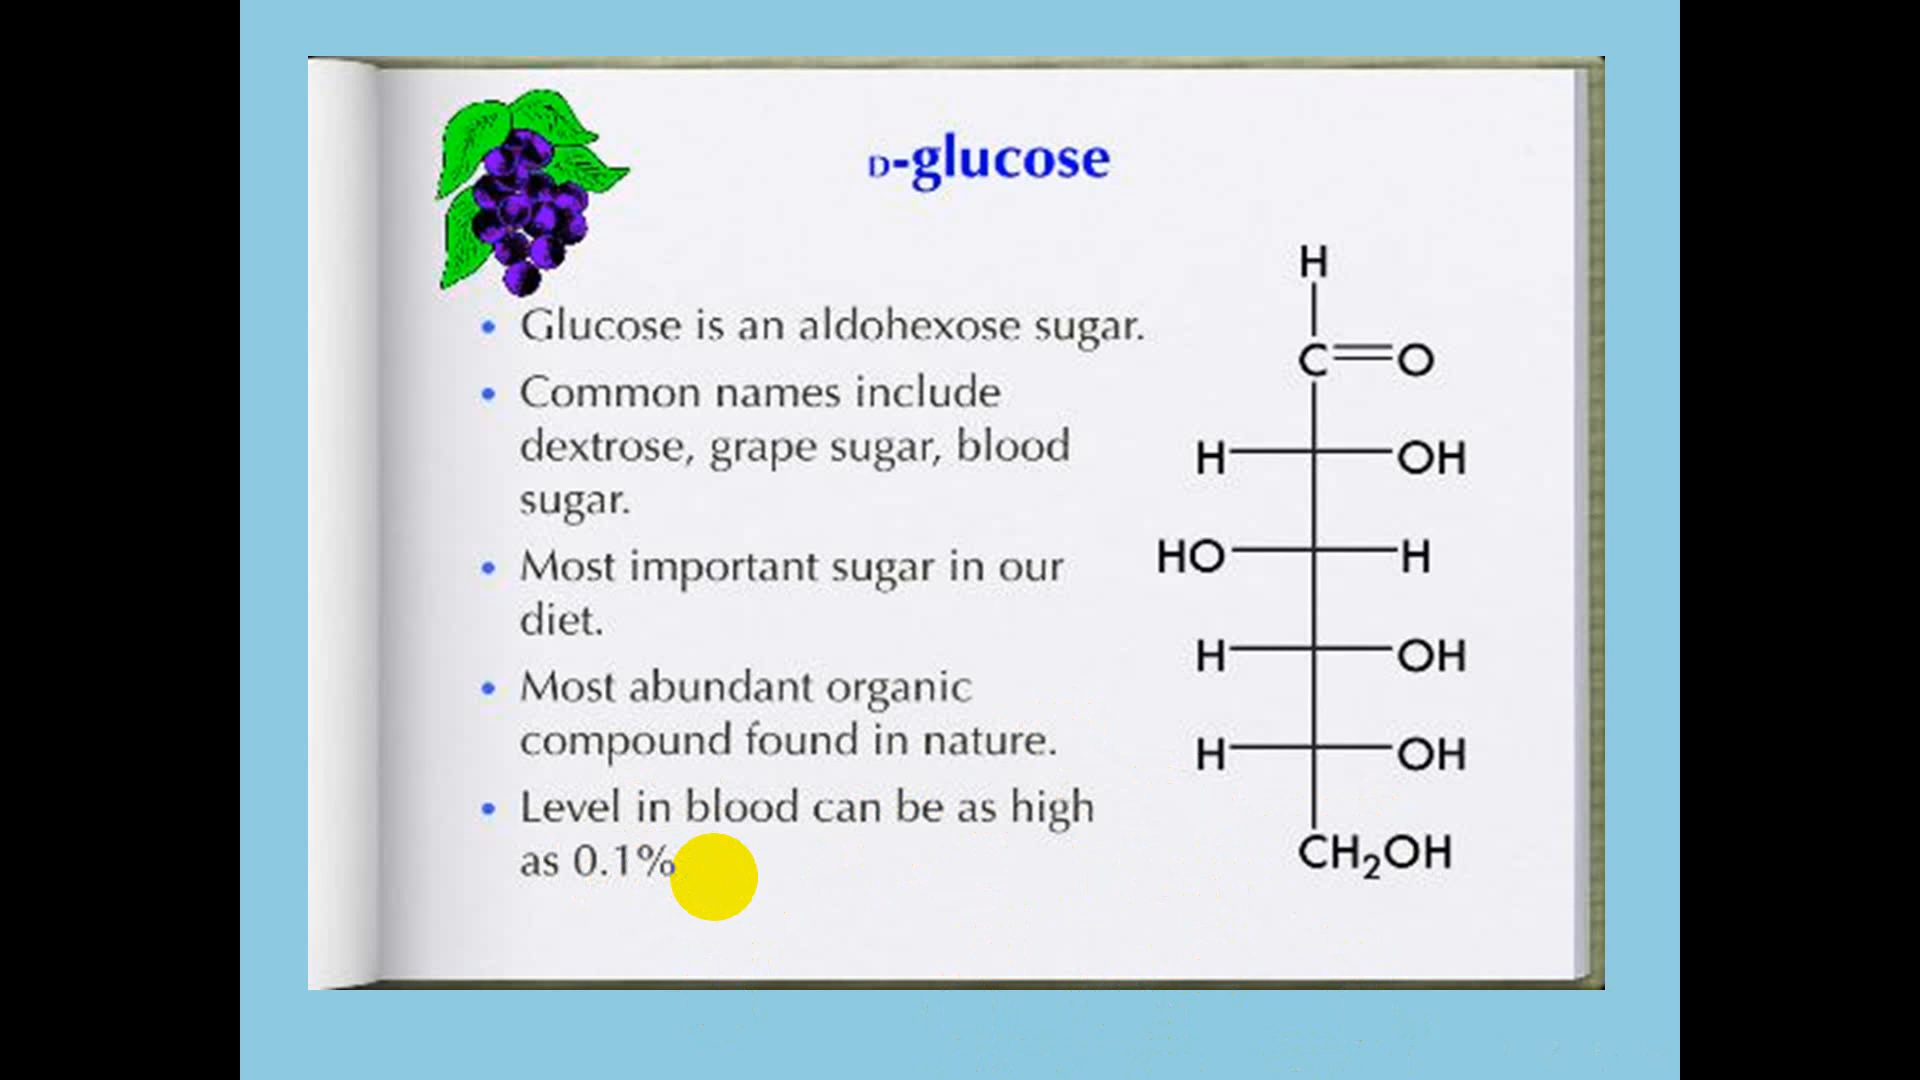 D-glucose
• Glucose is an aldohexose sugar.
• Common names include
dextrose, grape sugar, blood
sugar.
• Most important sugar in our
diet.
• Most abundant organic
compound found in nature.
• Level in blood can be as high
as 0.1%
H
C=O
H OH
HO H
H OH
H OH
CH₂OH